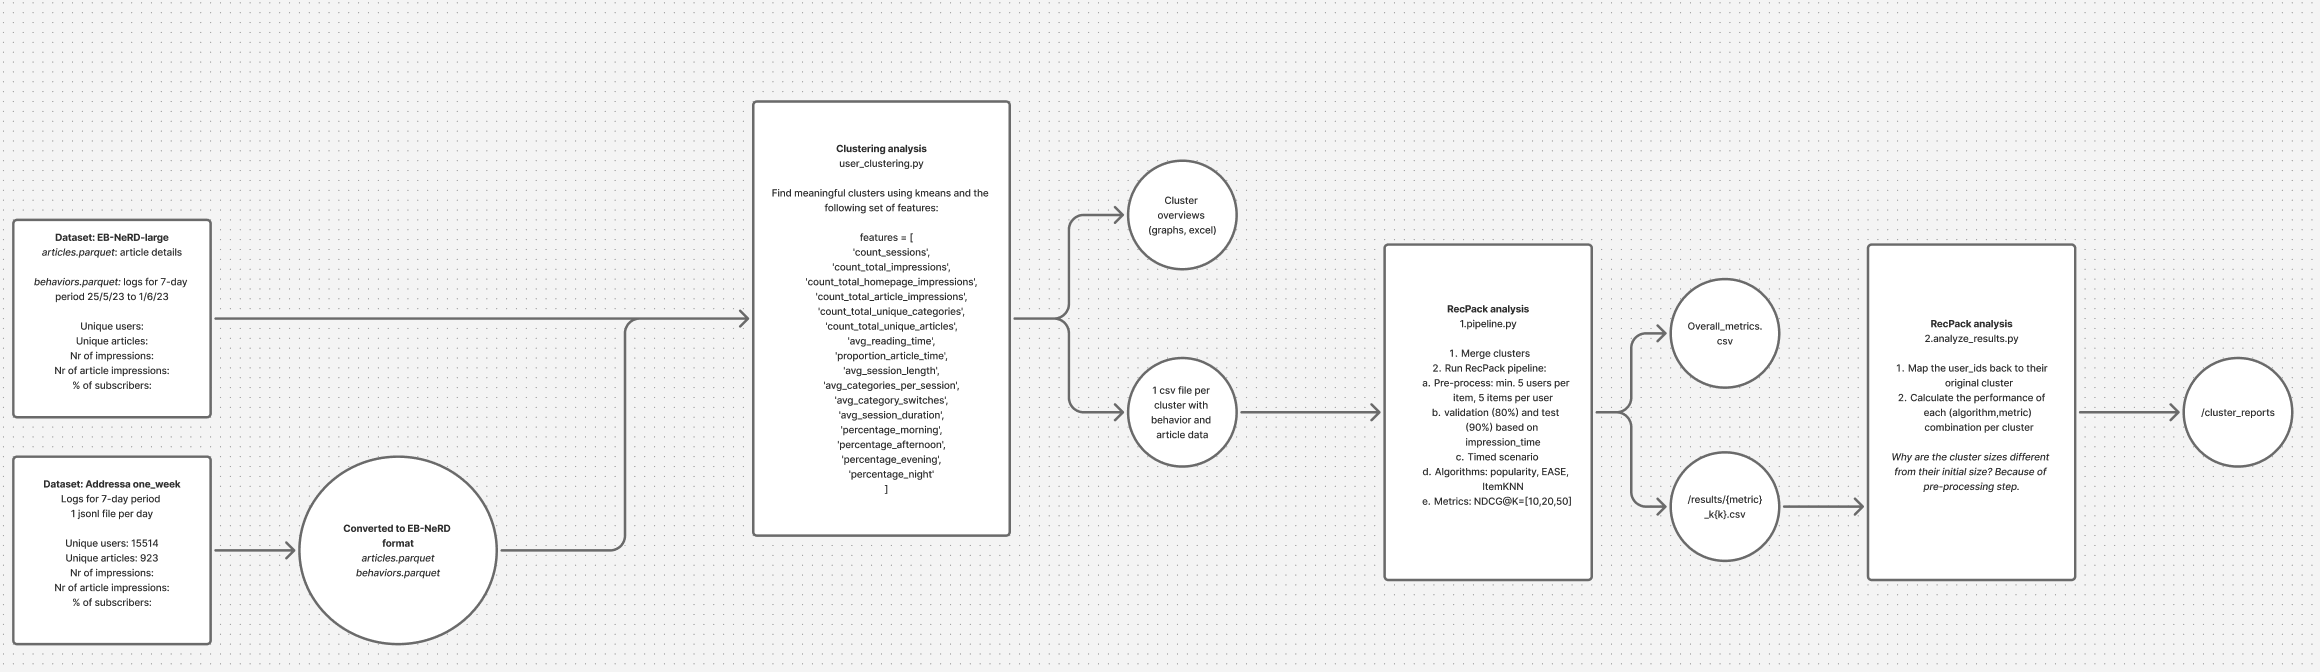 Dataset: EB-NeRD-large
articles.parquet: article details
behaviors.parquet: logs for 7-day
period 25/5/23 to 1/6/23
Unique users:
Unique articles:
Nr of impressions:
Nr of article impressions:
% of subscribers:
Dataset: Addressa one_week
Logs for 7-day period
1 jsonl file per day
Unique users: 15514
Unique articles: 923
Nr of impressions:
Nr of article impressions:
% of subscribers:
Converted to EB-NeRD
format
articles.parquet
behaviors.parquet
Clustering analysis
user_clustering.py
Find meaningful clusters using kmeans and the
following set of features:
features = [
'count_sessions',
'count_total_impressions',
'count_total_homepage_impressions',
'count_total_article_impressions',
'count_total_unique_categories',
'count_total_unique_articles',
'avg_reading_time',
'proportion_article_time',
'avg_session_length',
'avg_categories_per_session',
'avg_category_switches',
'avg_session_duration',
'percentage_morning',
'percentage_afternoon',
'percentage_evening',
'percentage_night'
]
Cluster
overviews
(graphs, excel)
1 csv file per
cluster with
behavior and
article data
RecPack analysis
1.pipeline.py
1. Merge clusters
2. Run RecPack pipeline:
a. Pre-process: min. 5 users per
item, 5 items per user
b. validation (80%) and test
(90%) based on
impression_time
c. Timed scenario
d. Algorithms: popularity, EASE,
ItemKNN
e. Metrics: NDCG@K=[10,20,50]
Overall_metrics.
csv
/results/{metric}
_k{k}.csv
RecPack analysis
2.analyze_results.py
1. Map the user_ids back to their
original cluster
2. Calculate the performance of
each (algorithm,metric)
combination per cluster
Why are the cluster sizes different
from their initial size? Because of
pre-processing step.
/cluster_reports